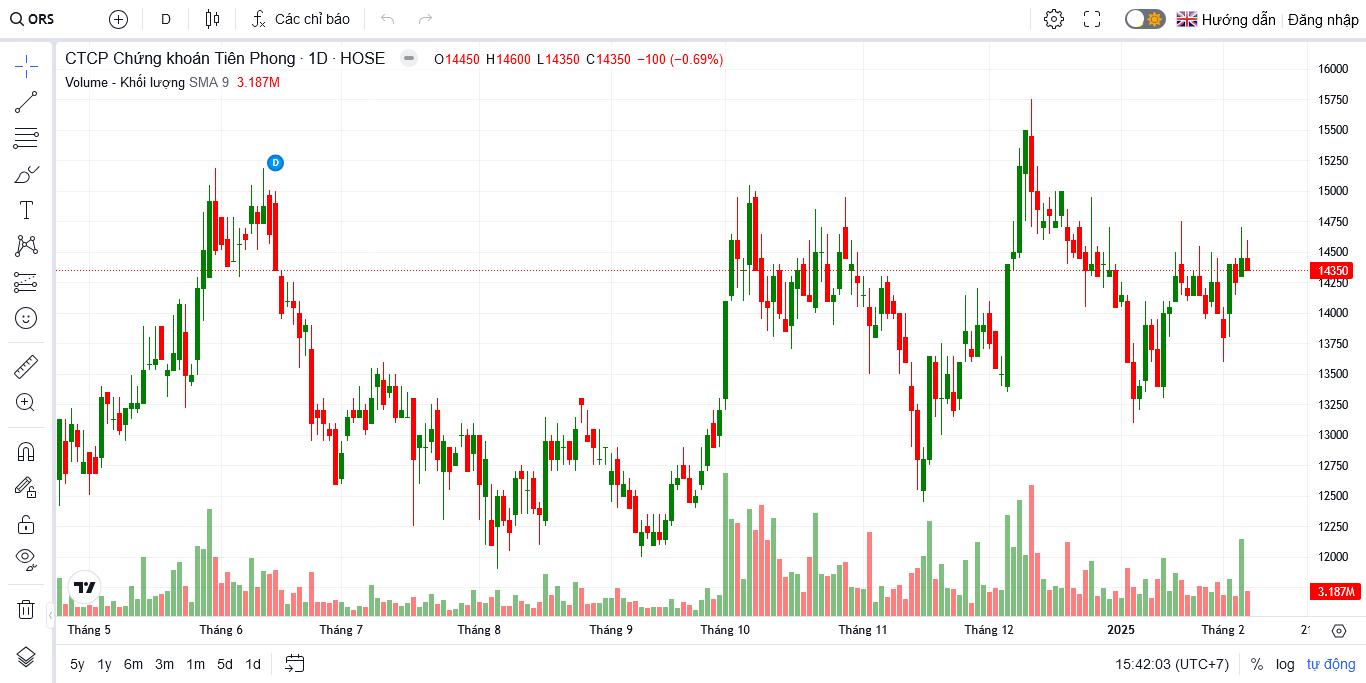 ORS D Các chỉ báo Hướng dẫn Đăng nhập
CTCP Chứng khoán Tiên Phong · 1D · HOSE O14450 H14600 L14350 C14350 −100 (−0.69%)
Volume - Khối lượng SMA 9 3.187M
D
16000
15750
15500
15250
15000
14750
14500
14350
14250
14000
13750
13500
13250
13000
12750
12500
12250
12000
3.187M
Tháng 5 Tháng 6 Tháng 7 Tháng 8 Tháng 9 Tháng 10 Tháng 11 Tháng 12 2025 Tháng 2
5y 1y 6m 3m 1m 5d 1d 15:42:03 (UTC+7) % log tự động